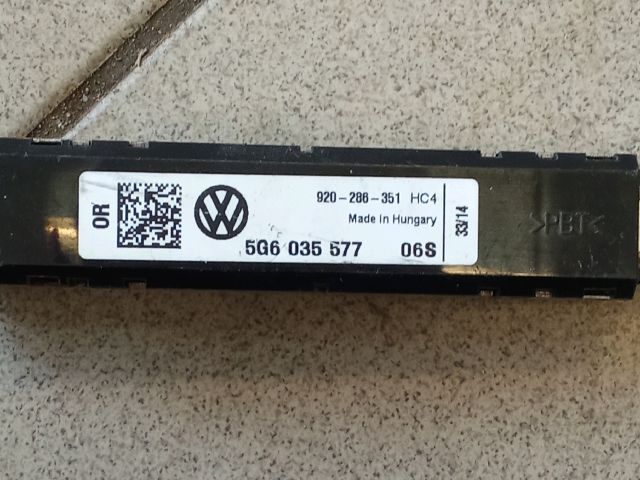 OR
920-286-351 HC4
Made in Hungary
5G6 035 577 06S
33/14
>PBT<